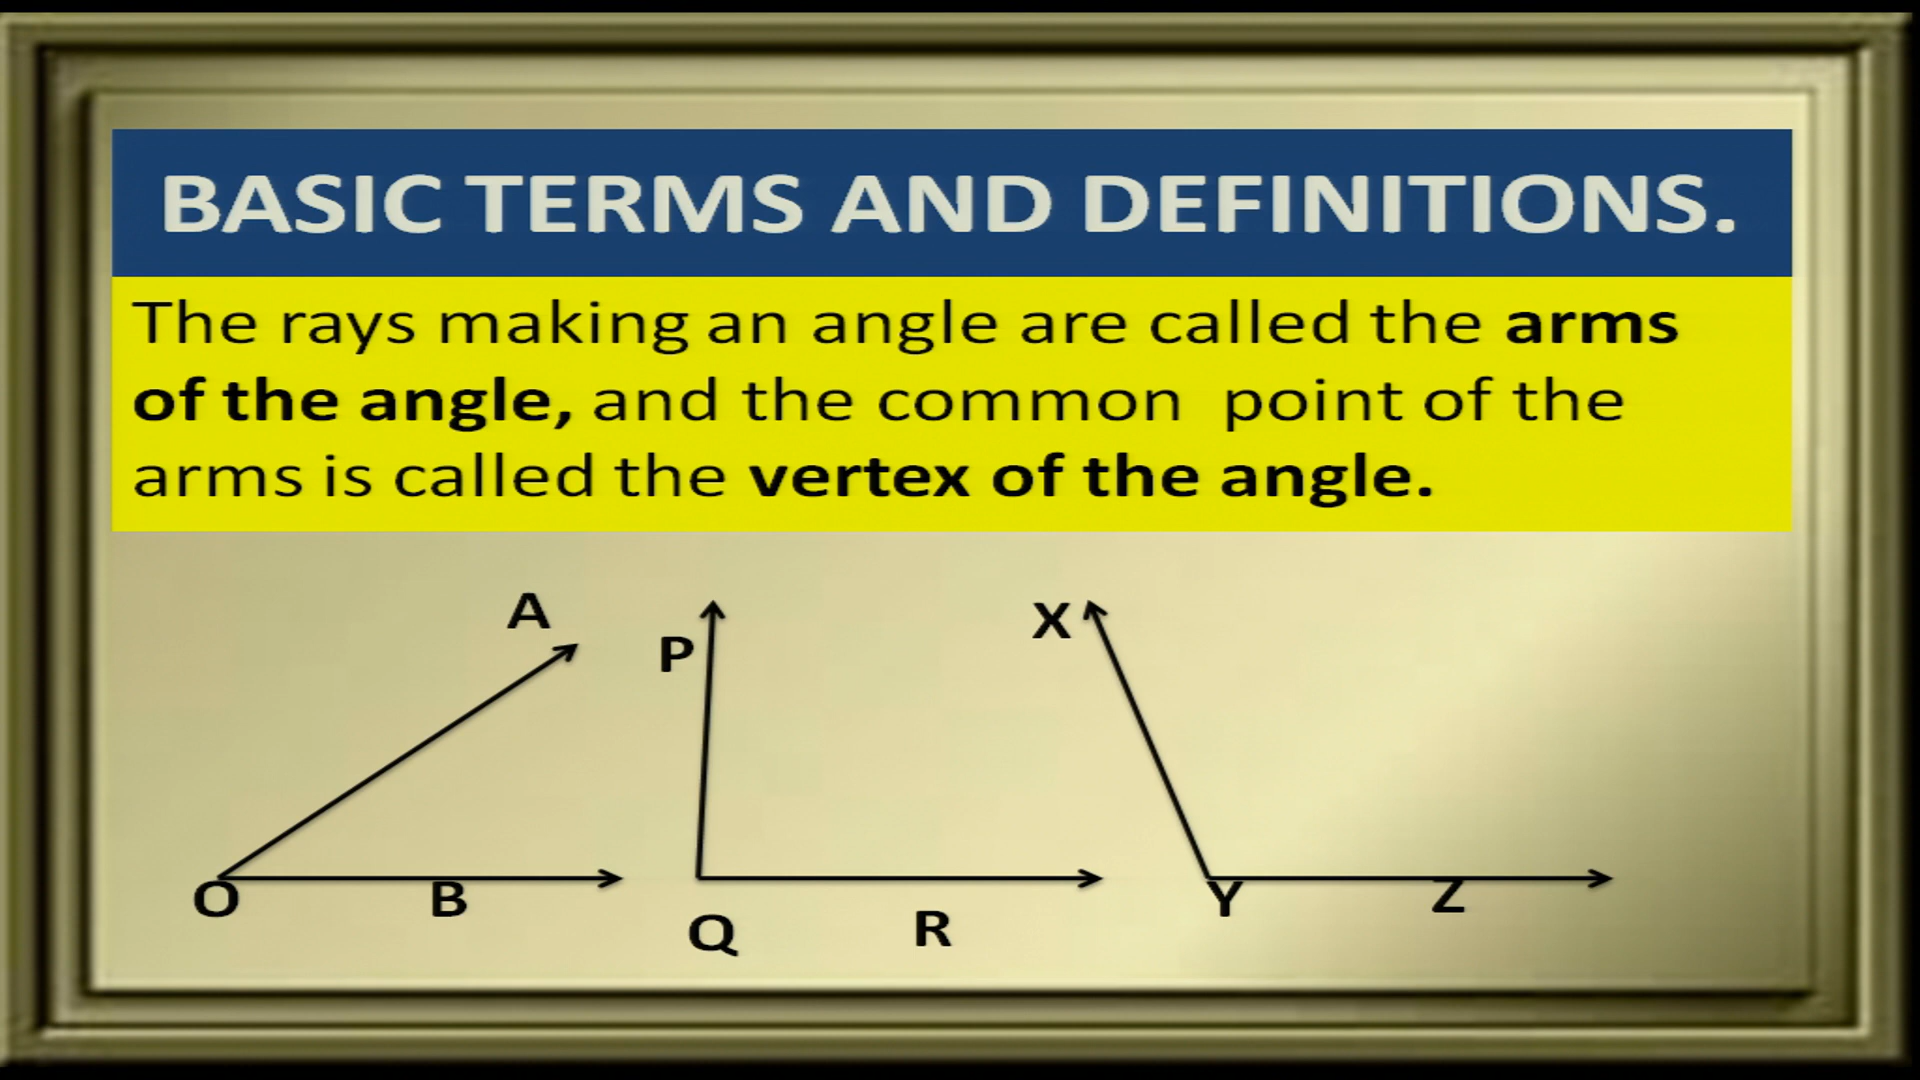 BASIC TERMS AND DEFINITIONS.
The rays making an angle are called the arms
of the angle, and the common point of the
arms is called the vertex of the angle.
A
P
X
O
B
Q
R
Y
Z